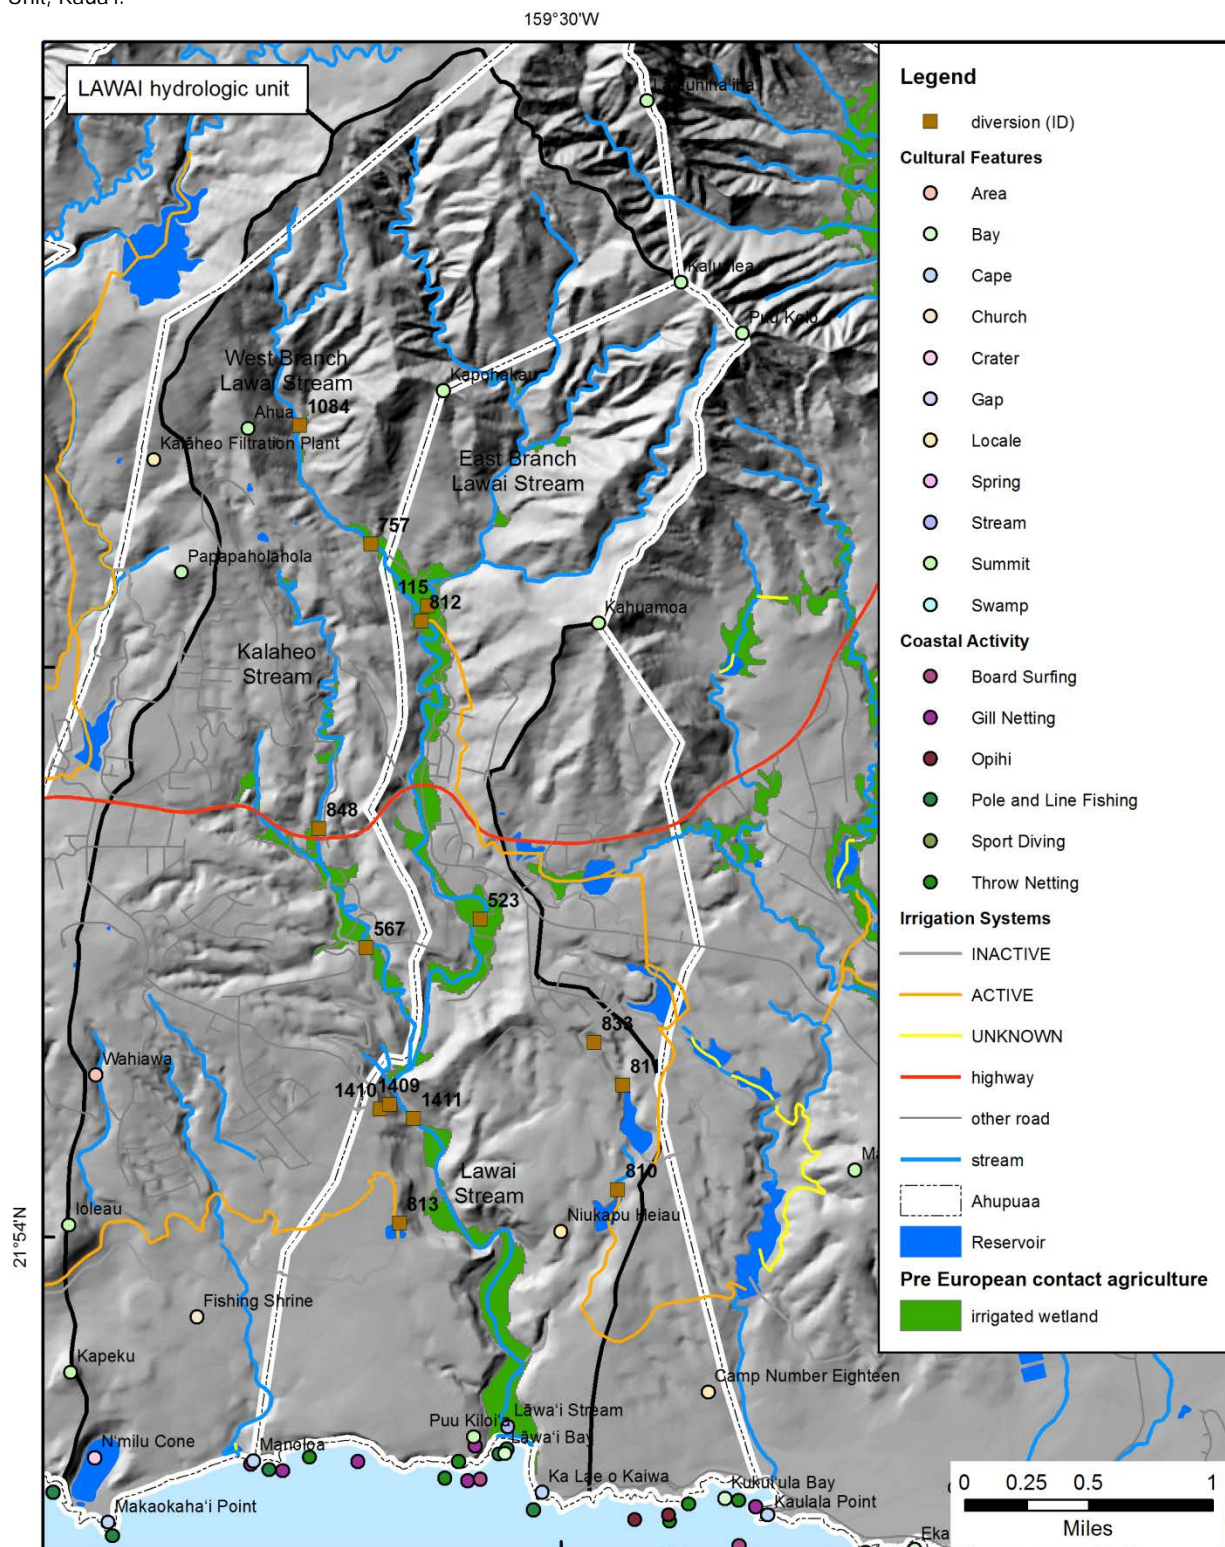 159°30'W
LAWAI hydrologic unit
Legend
diversion (ID)
Cultural Features
Area
Bay
Cape
Church
Crater
Gap
Locale
Spring
Stream
Summit
Swamp
Coastal Activity
Board Surfing
Gill Netting
Opihi
Pole and Line Fishing
Sport Diving
Throw Netting
Irrigation Systems
INACTIVE
ACTIVE
UNKNOWN
highway
other road
stream
Ahupuaa
Reservoir
Pre European contact agriculture
irrigated wetland
Kapohakau
West Branch
Lawai Stream
1084
Ahua
Kalāheo Filtration Plant
East Branch
Lawai Stream
757
Papapaholahola
115
812
Kahuamoa
Kalaheo
Stream
848
523
567
833
811
Wahiawa
1409
1410
1411
Lawai
Stream
810
Ioleau
813
Niukapu Heiau
21°54'N
Fishing Shrine
Kapeku
Camp Number Eighteen
Lāwa'i Stream
Puu Kiloi'a
Lāwa'i Bay
N'milu Cone
Manoloa
Ka Lae o Kaiwa
Kukui'ula Bay
Kaulala Point
Makaokaha'i Point
0 0.25 0.5 1
Miles